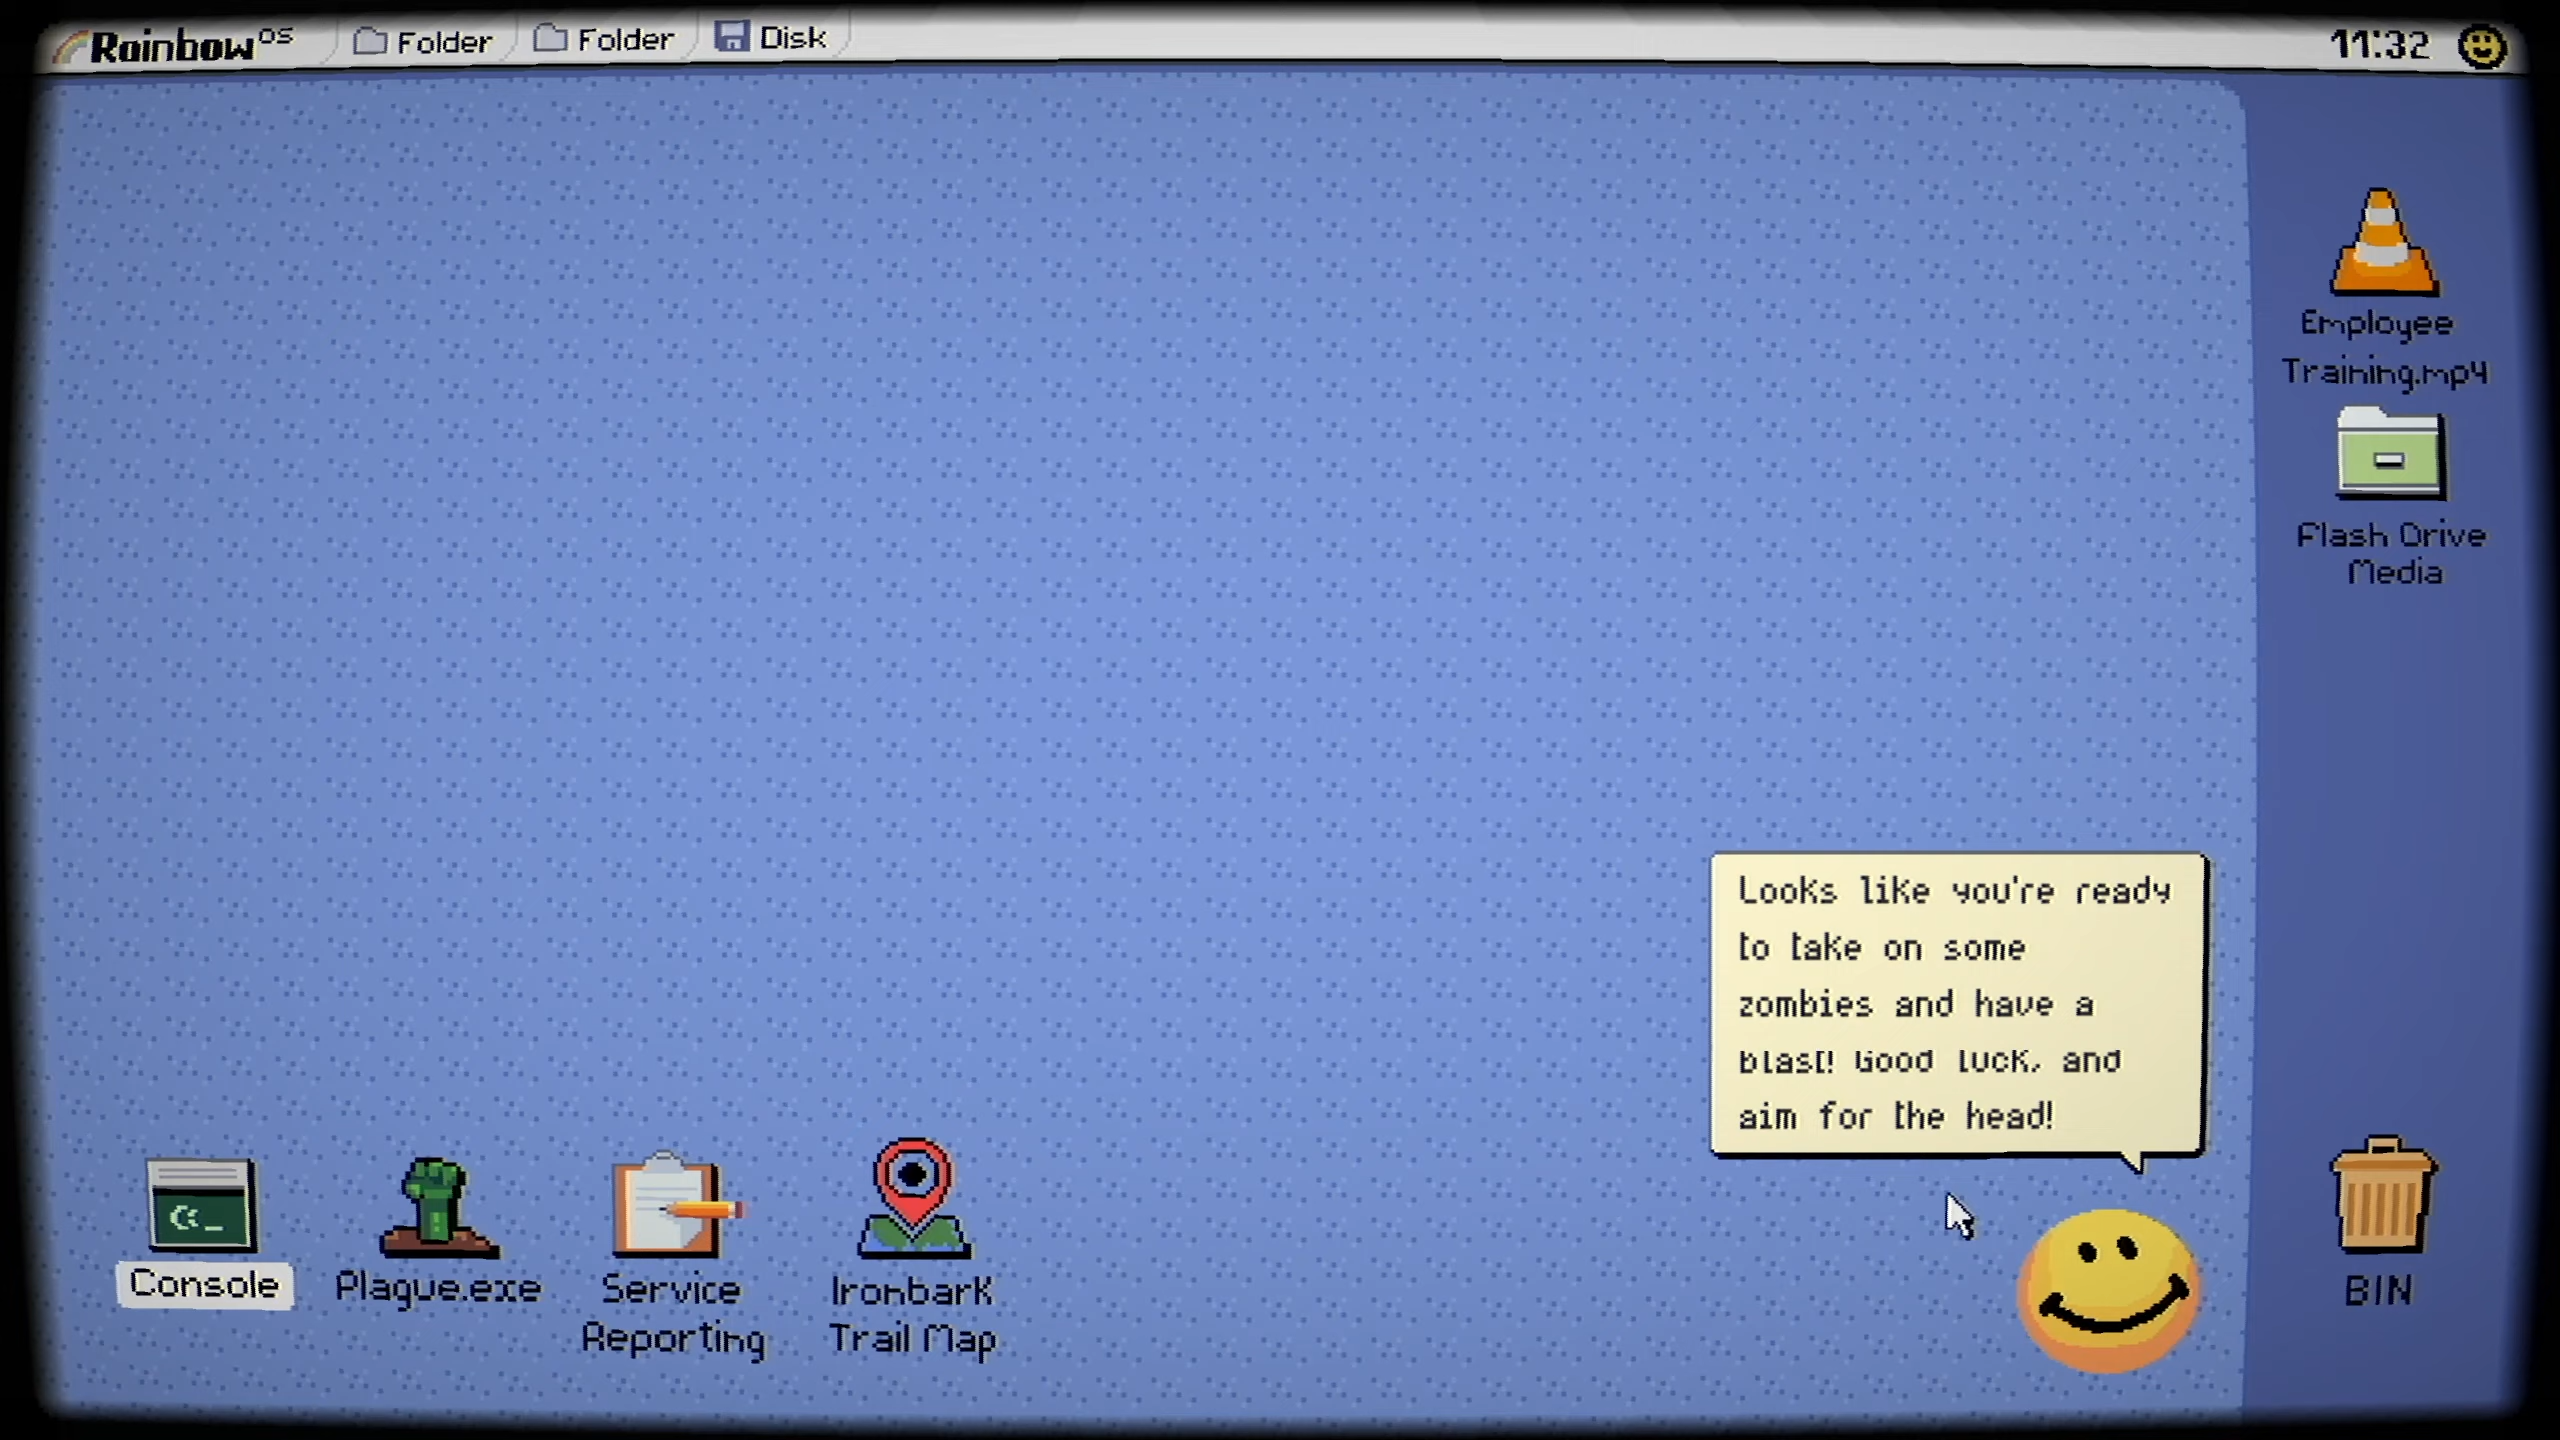 Rainbow OS
Folder
Folder
Disk
11:32
Employee
Training.mp4
Flash Drive
Media
Looks like you're ready
to take on some
zombies and have a
blast! Good luck, and
aim for the head!
C:_
Console
Plague.exe
Service
Reporting
Ironbark
Trail Map
BIN